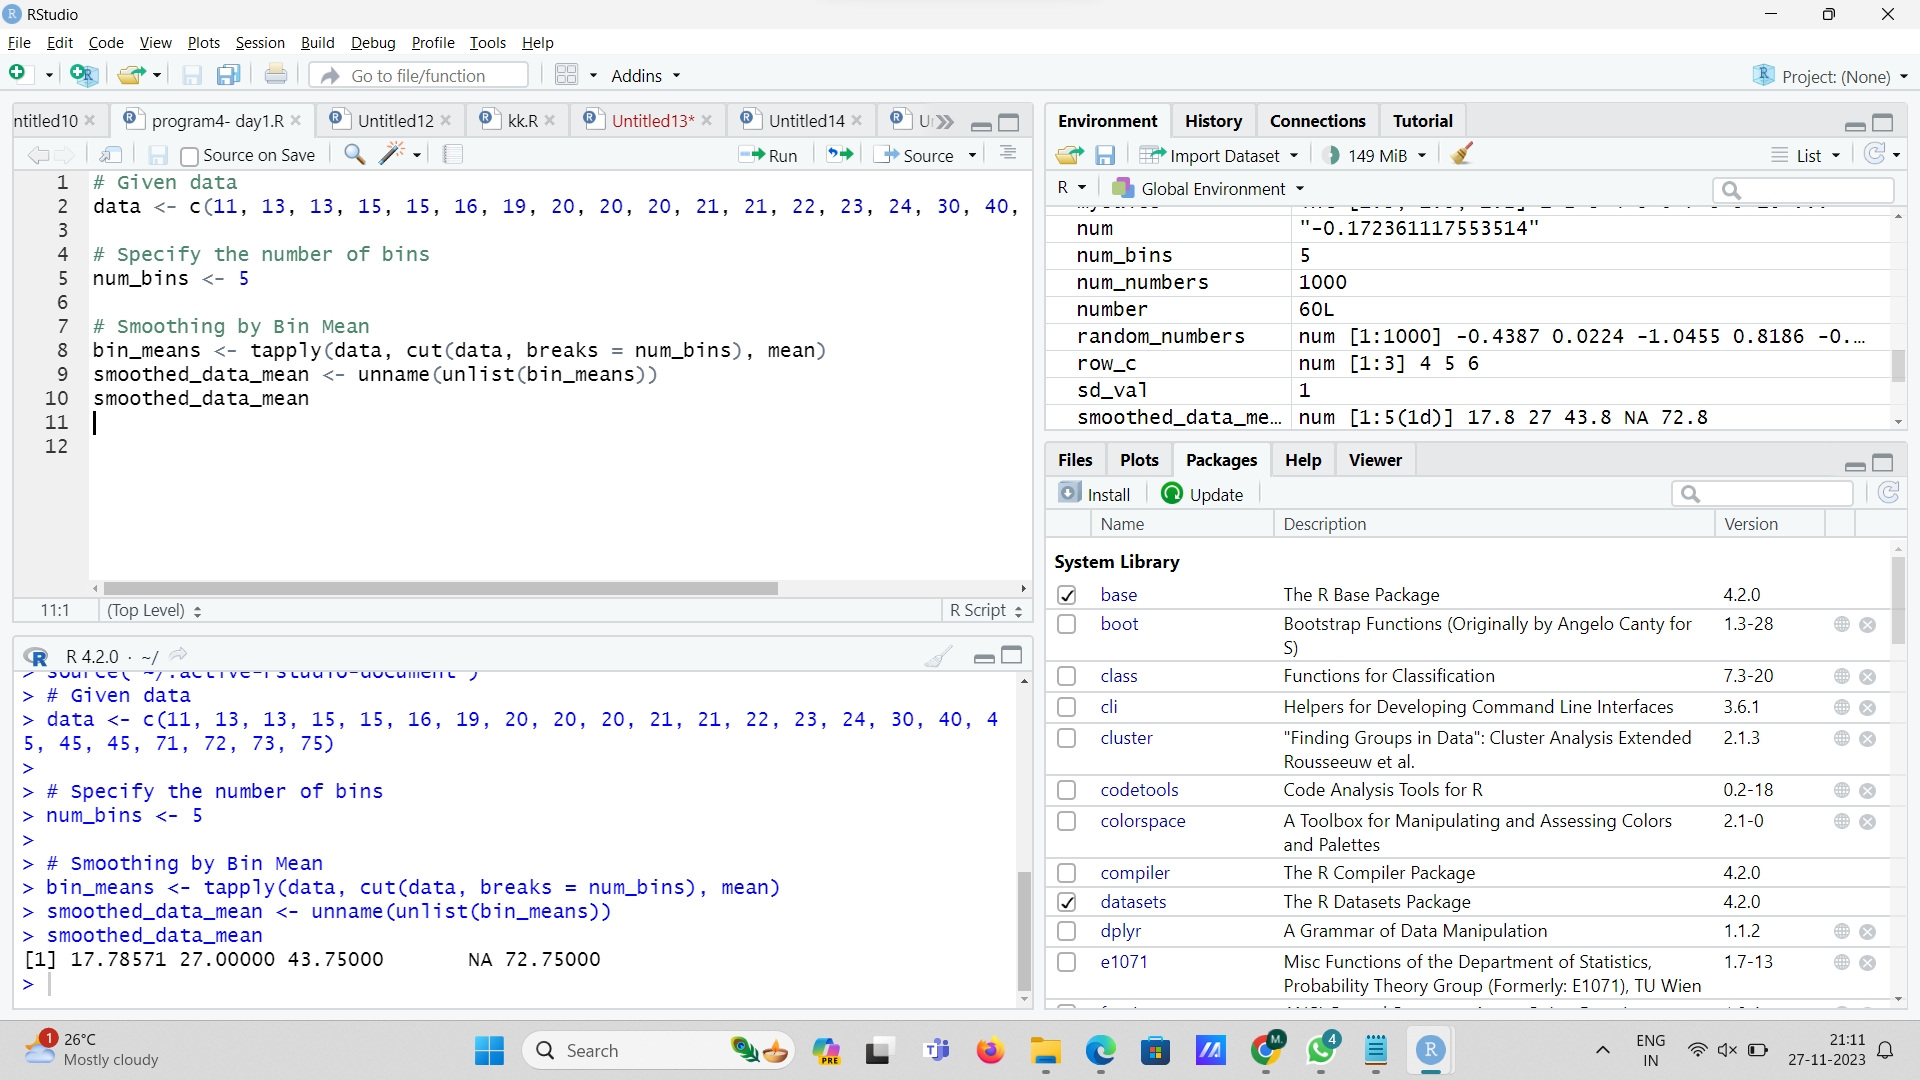 RStudio
File Edit Code View Plots Session Build Debug Profile Tools Help
Go to file/function Addins Project: (None)
ntitled10 program4- day1.R Untitled12 kk.R Untitled13* Untitled14
Source on Save Run Source
1 # Given data
2 data <- c(11, 13, 13, 15, 15, 16, 19, 20, 20, 20, 21, 21, 22, 23, 24, 30, 40,
3
4 # Specify the number of bins
5 num_bins <- 5
6
7 # Smoothing by Bin Mean
8 bin_means <- tapply(data, cut(data, breaks = num_bins), mean)
9 smoothed_data_mean <- unname(unlist(bin_means))
10 smoothed_data_mean
11
12
11:1 (Top Level) R Script
R 4.2.0 · ~/
> source("~/.active-rstudio-document")
> # Given data
> data <- c(11, 13, 13, 15, 15, 16, 19, 20, 20, 20, 21, 21, 22, 23, 24, 30, 40, 4
5, 45, 45, 71, 72, 73, 75)
>
> # Specify the number of bins
> num_bins <- 5
>
> # Smoothing by Bin Mean
> bin_means <- tapply(data, cut(data, breaks = num_bins), mean)
> smoothed_data_mean <- unname(unlist(bin_means))
> smoothed_data_mean
[1] 17.78571 27.00000 43.75000 NA 72.75000
>
Environment History Connections Tutorial
Import Dataset 149 MiB List
R Global Environment
num "-0.172361117553514"
num_bins 5
num_numbers 1000
number 60L
random_numbers num [1:1000] -0.4387 0.0224 -1.0455 0.8186 -0....
row_c num [1:3] 4 5 6
sd_val 1
smoothed_data_me... num [1:5(1d)] 17.8 27 43.8 NA 72.8
Files Plots Packages Help Viewer
Install Update
Name Description Version
System Library
base The R Base Package 4.2.0
boot Bootstrap Functions (Originally by Angelo Canty for 1.3-28
S)
class Functions for Classification 7.3-20
cli Helpers for Developing Command Line Interfaces 3.6.1
cluster "Finding Groups in Data": Cluster Analysis Extended 2.1.3
Rousseeuw et al.
codetools Code Analysis Tools for R 0.2-18
colorspace A Toolbox for Manipulating and Assessing Colors 2.1-0
and Palettes
compiler The R Compiler Package 4.2.0
datasets The R Datasets Package 4.2.0
dplyr A Grammar of Data Manipulation 1.1.2
e1071 Misc Functions of the Department of Statistics, 1.7-13
Probability Theory Group (Formerly: E1071), TU Wien
1 26°C
Mostly cloudy
Search
PRE
M.
4
ENG
IN
21:11
27-11-2023